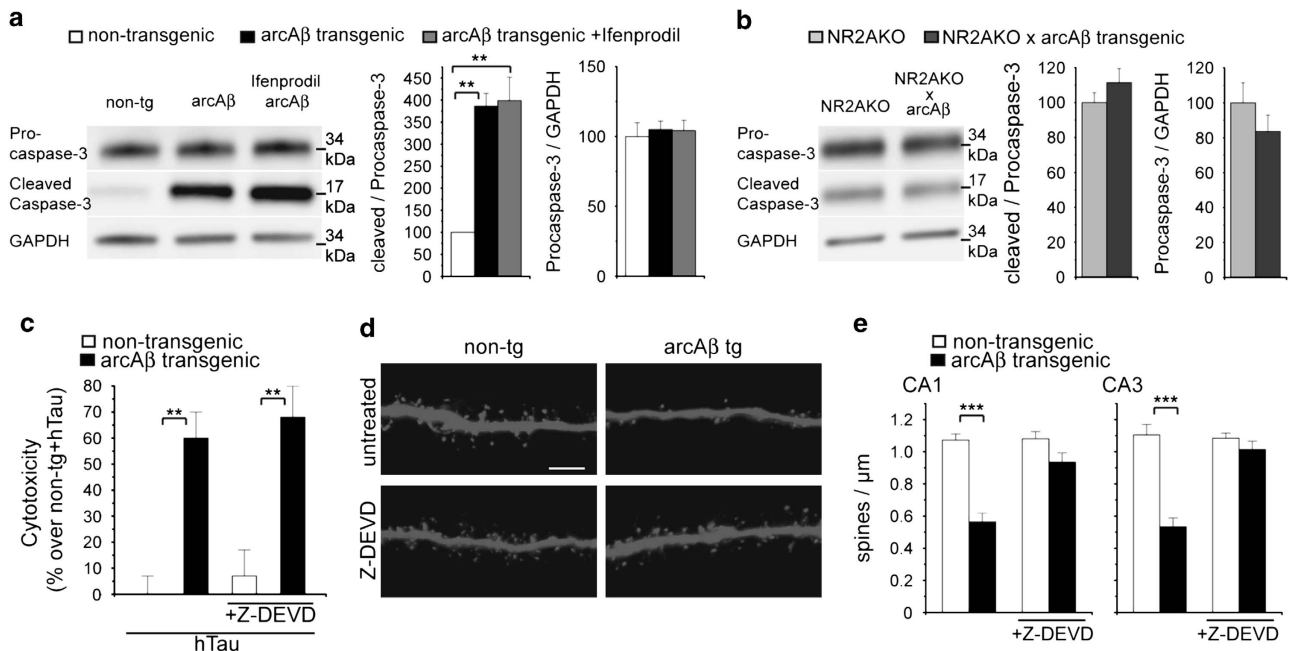 a
non-transgenic arcAβ transgenic arcAβ transgenic +Ifenprodil
non-tg arcAβ Ifenprodil
arcAβ
Pro-
caspase-3
34
kDa
Cleaved
Caspase-3
17
kDa
GAPDH
34
kDa
cleaved / Procaspase-3
450
400
350
300
250
200
150
100
50
0
**
**
Procaspase-3 / GAPDH
150
100
50
0
b
NR2AKO NR2AKO x arcAβ transgenic
NR2AKO
NR2AKO
x
arcAβ
Pro-
caspase-3
34
kDa
Cleaved
Caspase-3
17
kDa
GAPDH
34
kDa
cleaved / Procaspase-3
120
100
80
60
40
20
0
Procaspase-3 / GAPDH
120
100
80
60
40
20
0
c
non-transgenic
arcAβ transgenic
Cytotoxicity
(% over non-tg+hTau)
80
70
60
50
40
30
20
10
0
**
**
+Z-DEVD
hTau
d
non-tg arcAβ tg
untreated
Z-DEVD
e
non-transgenic
arcAβ transgenic
CA1
CA3
spines / μm
1.2
1.0
0.8
0.6
0.4
0.2
0
***
+Z-DEVD
***
+Z-DEVD